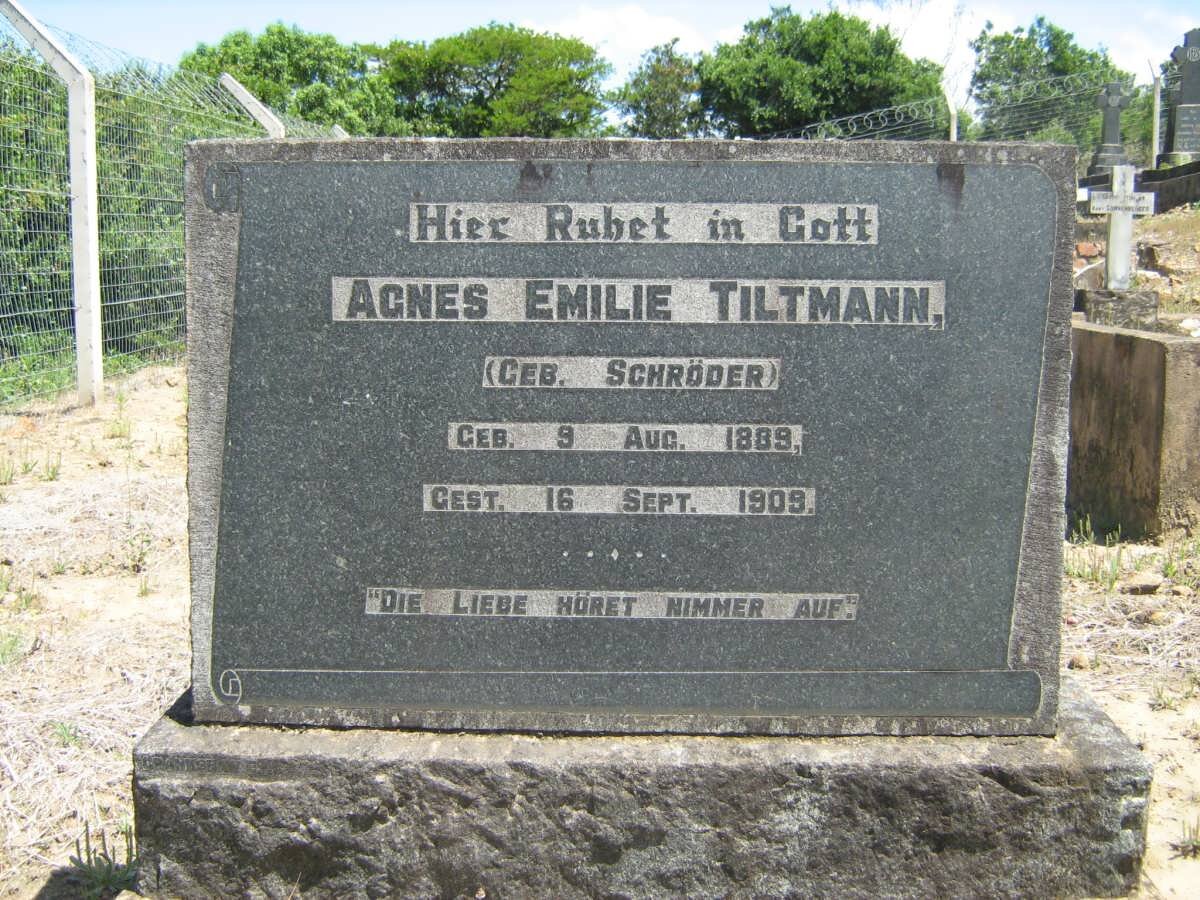 Hier Ruhet in Gott
AGNES EMILIE TILTMANN,
(GEB. SCHRÖDER)
GEB. 9 AUG. 1889,
GEST. 16 SEPT. 1909.
"DIE LIEBE HÖRET NIMMER AUF."